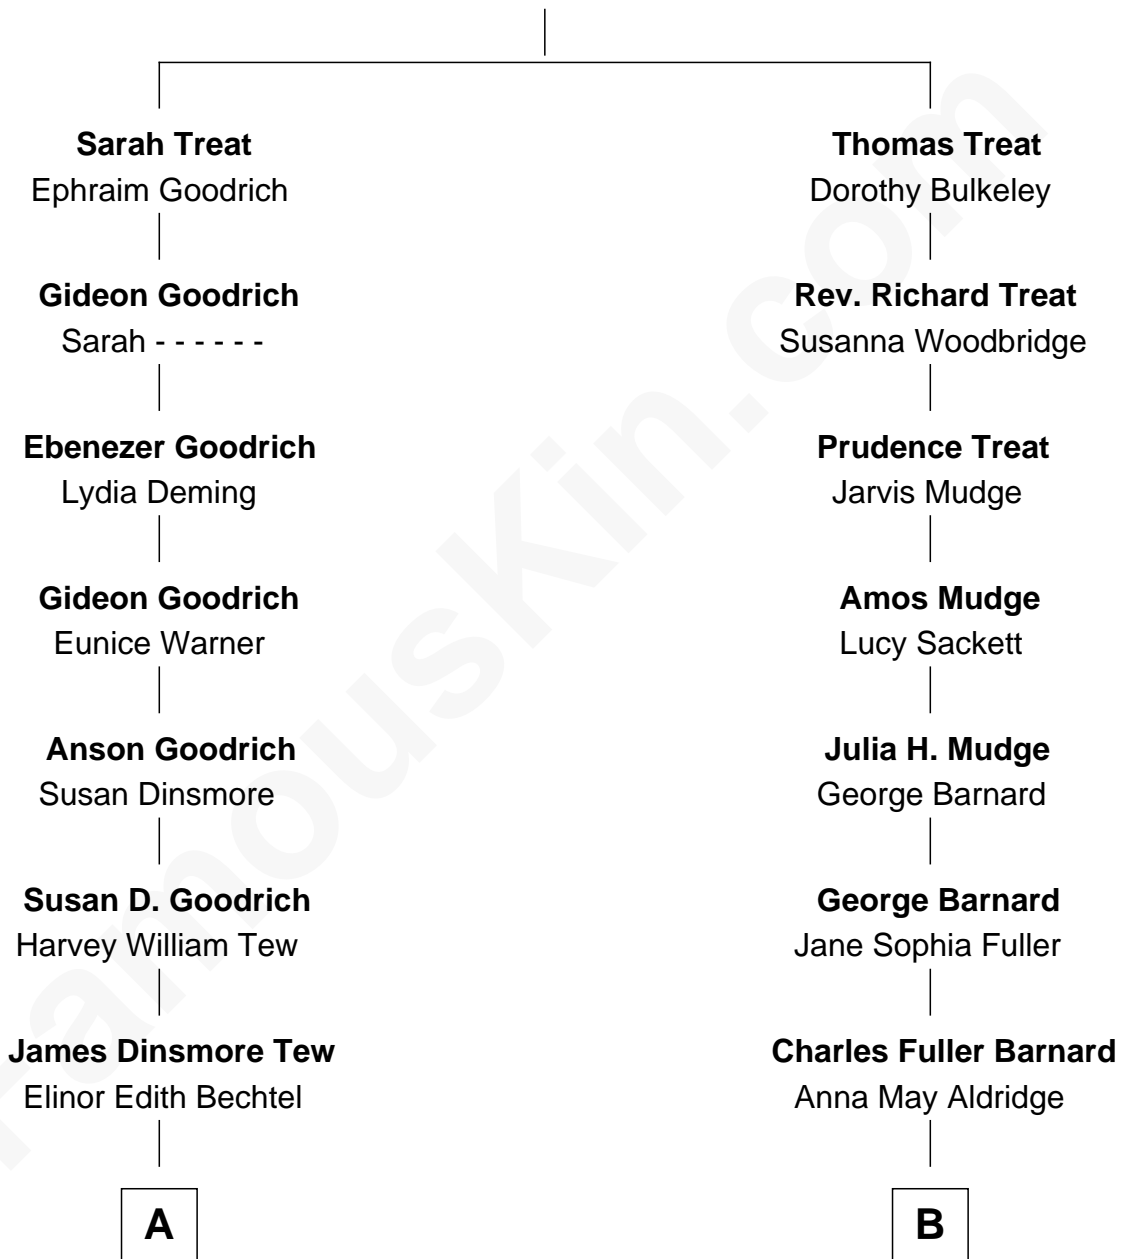 Sarah Treat
Ephraim Goodrich
Gideon Goodrich
Sarah - - - - - -
Ebenezer Goodrich
Lydia Deming
Gideon Goodrich
Eunice Warner
Anson Goodrich
Susan Dinsmore
Susan D. Goodrich
Harvey William Tew
James Dinsmore Tew
Elinor Edith Bechtel
A
Thomas Treat
Dorothy Bulkeley
Rev. Richard Treat
Susanna Woodbridge
Prudence Treat
Jarvis Mudge
Amos Mudge
Lucy Sackett
Julia H. Mudge
George Barnard
George Barnard
Jane Sophia Fuller
Charles Fuller Barnard
Anna May Aldridge
B
FamousKin.com